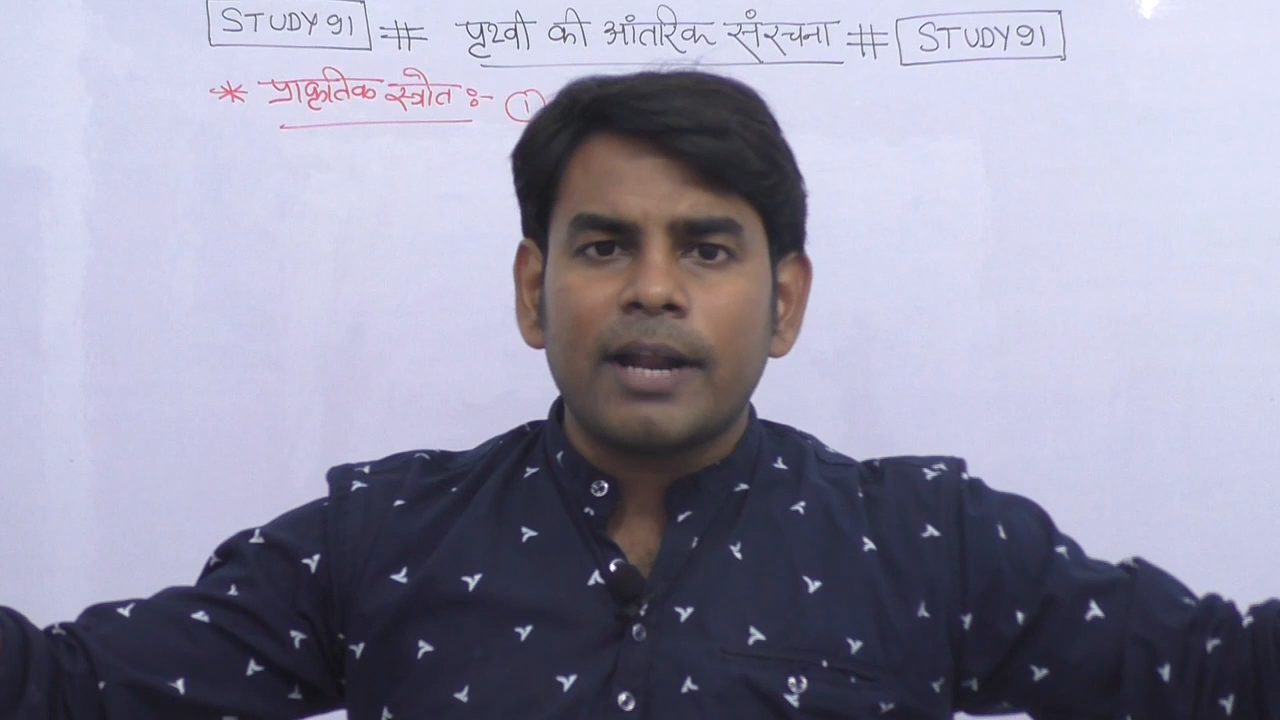 STUDY91 # पृथ्वी की आंतरिक संरचना # STUDY91
* प्राकृतिक स्त्रोत :- ①